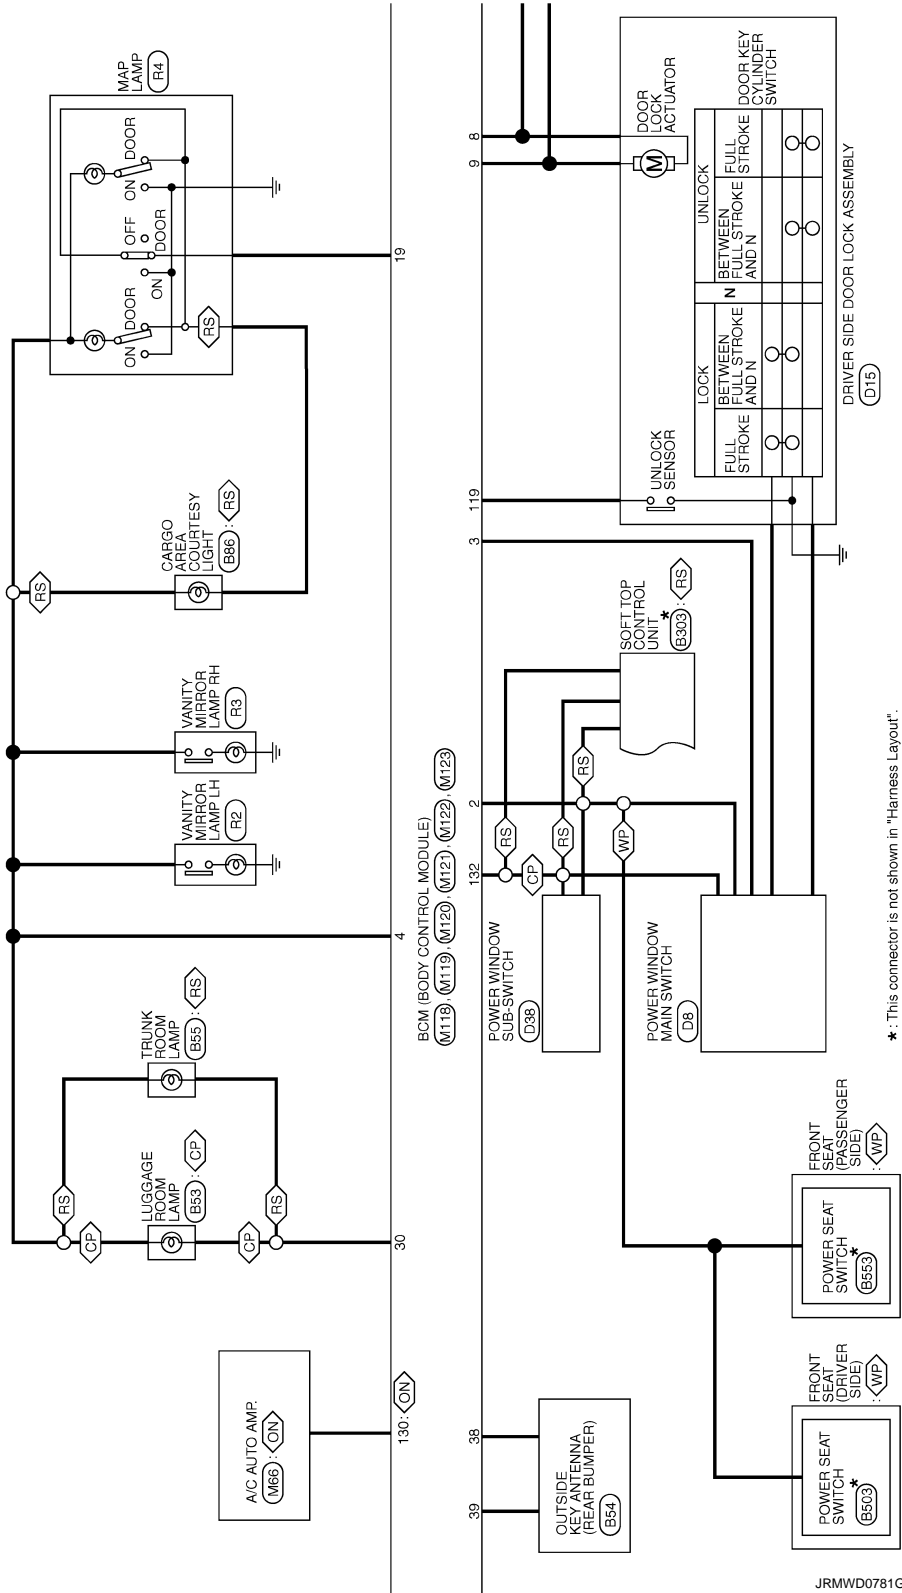 A/C AUTO AMP.
M66 : ON
130: ON
LUGGAGE
ROOM
LAMP
B53 : CP
TRUNK
ROOM
LAMP
B55 : RS
RS
RS
CP
CP
30
4
VANITY
MIRROR
LAMP LH
R2
VANITY
MIRROR
LAMP RH
R3
RS
CARGO
AREA
COURTESY
LIGHT
B86 : RS
MAP
LAMP
R4
ON
DOOR
RS
ON
DOOR
OFF
ON
DOOR
19
BCM (BODY CONTROL MODULE)
M118 , M119 , M120 , M121 , M122 , M123
39
38
132
2
3
119
9
8
OUTSIDE
KEY ANTENNA
(REAR BUMPER)
B54
POWER WINDOW
SUB-SWITCH
D38
RS
CP
RS
RS
WP
SOFT TOP
CONTROL
UNIT *
B303 : RS
POWER WINDOW
MAIN SWITCH
D8
UNLOCK
SENSOR
DOOR
LOCK
ACTUATOR
M
LOCK
N
UNLOCK
FULL
STROKE
BETWEEN
FULL STROKE
AND N
BETWEEN
FULL STROKE
AND N
FULL
STROKE
DOOR KEY
CYLINDER
SWITCH
DRIVER SIDE DOOR LOCK ASSEMBLY
D15
FRONT
SEAT
(DRIVER
SIDE)
: WP
POWER SEAT
SWITCH *
B503
FRONT
SEAT
(PASSENGER
SIDE)
: WP
POWER SEAT
SWITCH *
B553
* : This connector is not shown in "Harness Layout".
JRMWD0781G